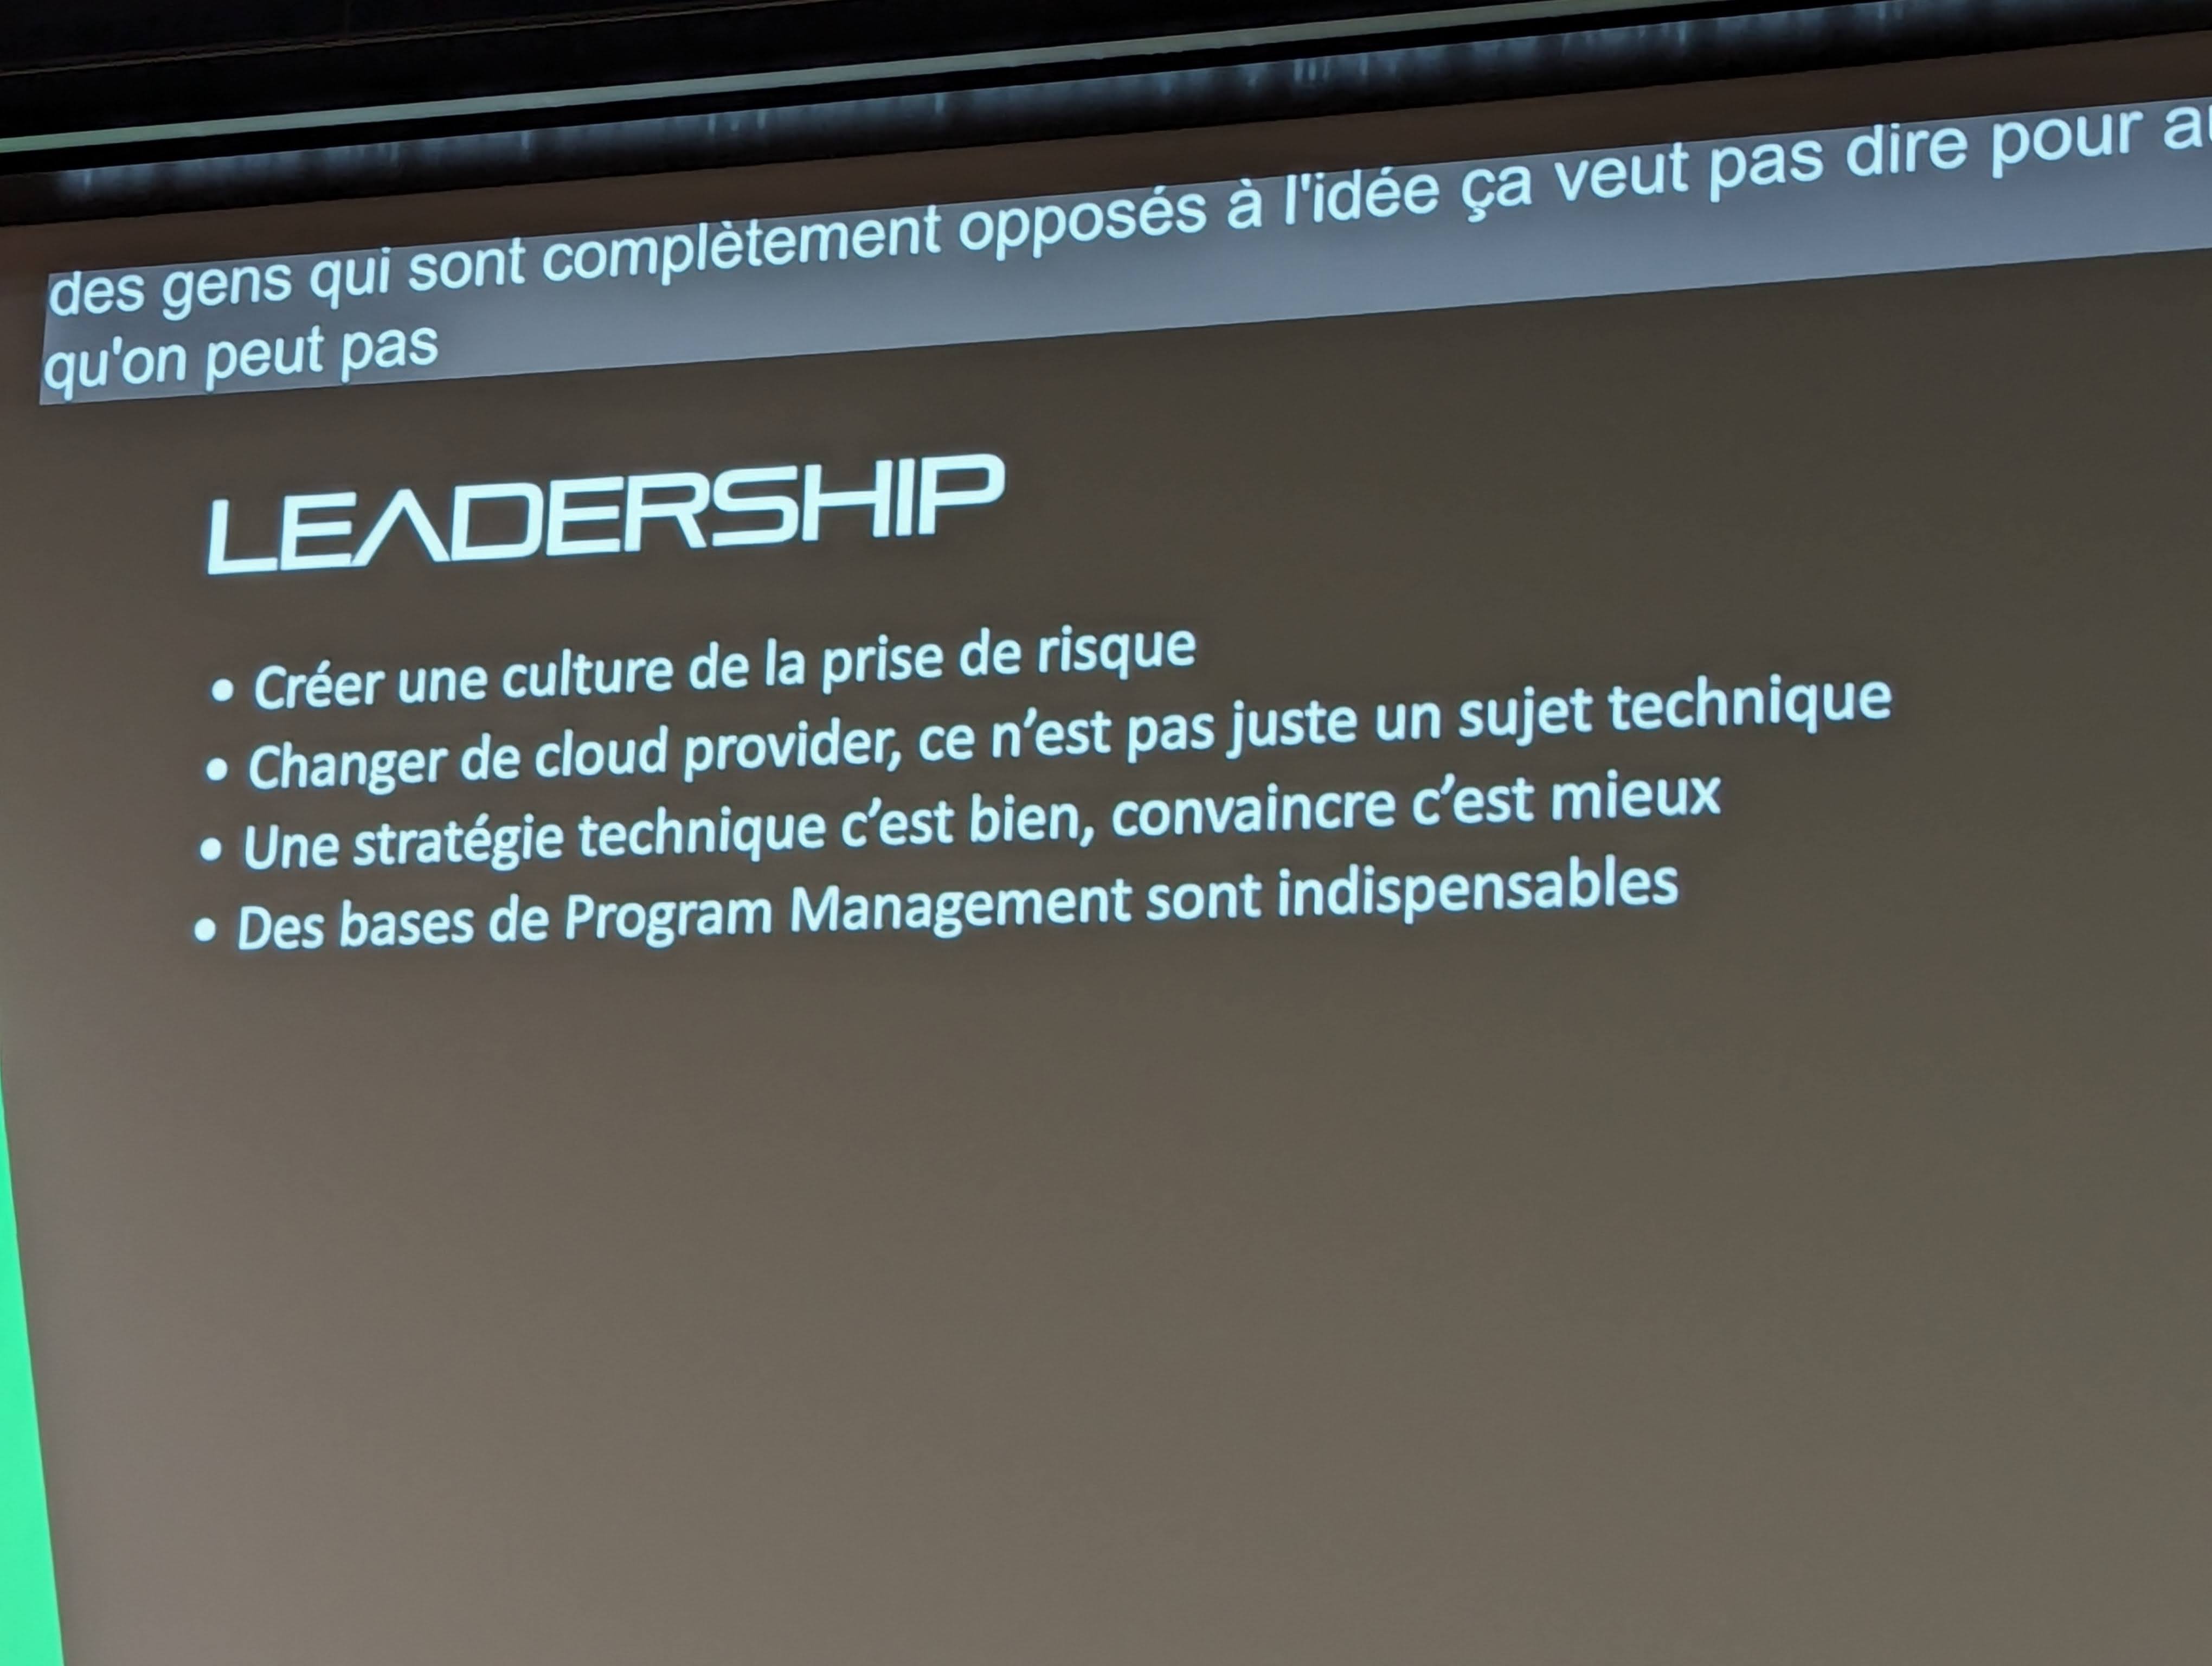 des gens qui sont complètement opposés à l'idée ça veut pas dire pour
qu'on peut pas
LEADERSHIP
• Créer une culture de la prise de risque
• Changer de cloud provider, ce n’est pas juste un sujet technique
• Une stratégie technique c’est bien, convaincre c’est mieux
• Des bases de Program Management sont indispensables